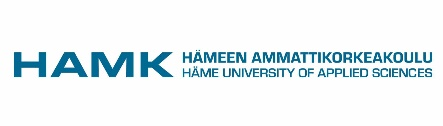 HAMK
HÄMEEN AMMATTIKORKEAKOULU
HÄME UNIVERSITY OF APPLIED SCIENCES